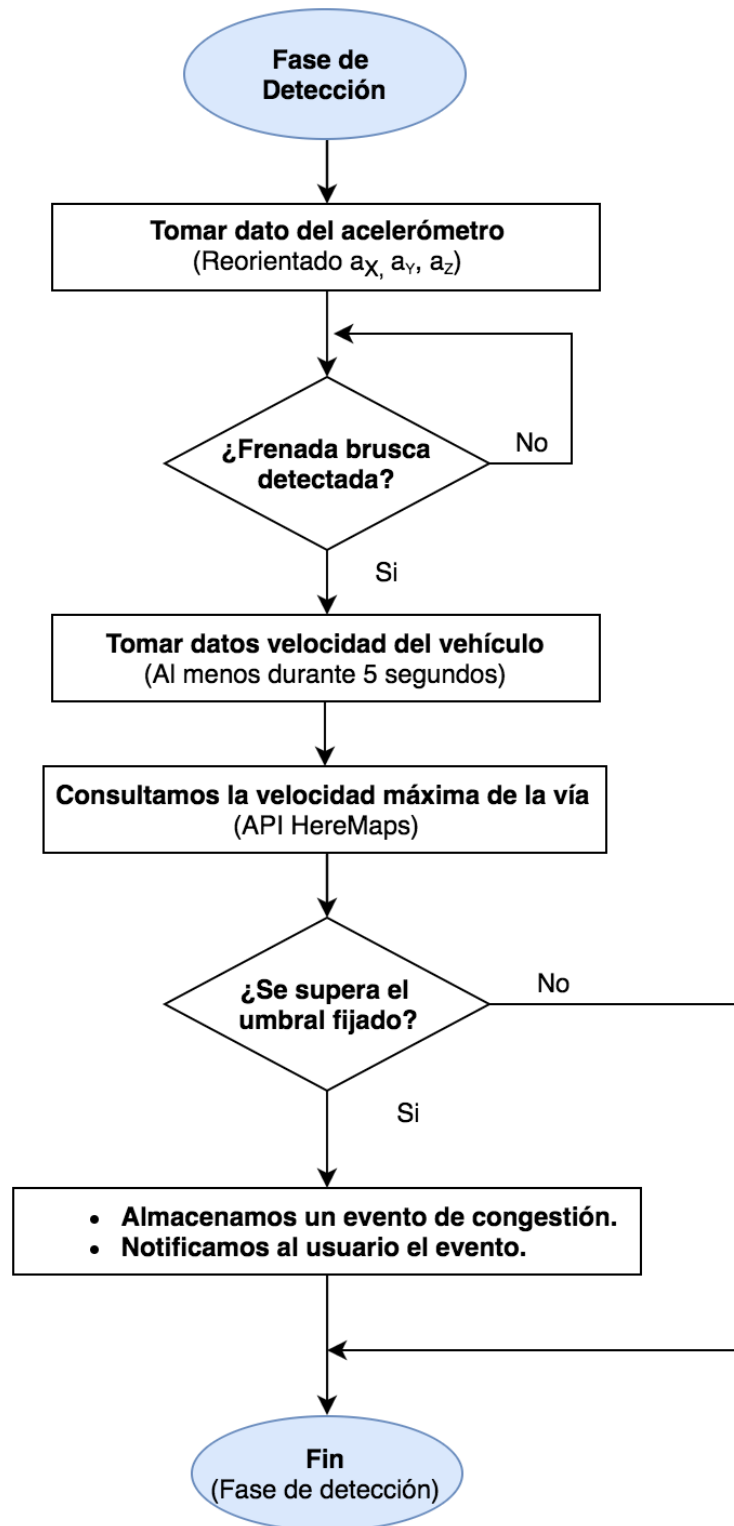 Fase de
Detección
Tomar dato del acelerómetro
(Reorientado aX, aY, aZ)
¿Frenada brusca
detectada?
No
Si
Tomar datos velocidad del vehículo
(Al menos durante 5 segundos)
Consultamos la velocidad máxima de la vía
(API HereMaps)
¿Se supera el
umbral fijado?
No
Si
• Almacenamos un evento de congestión.
• Notificamos al usuario el evento.
Fin
(Fase de detección)